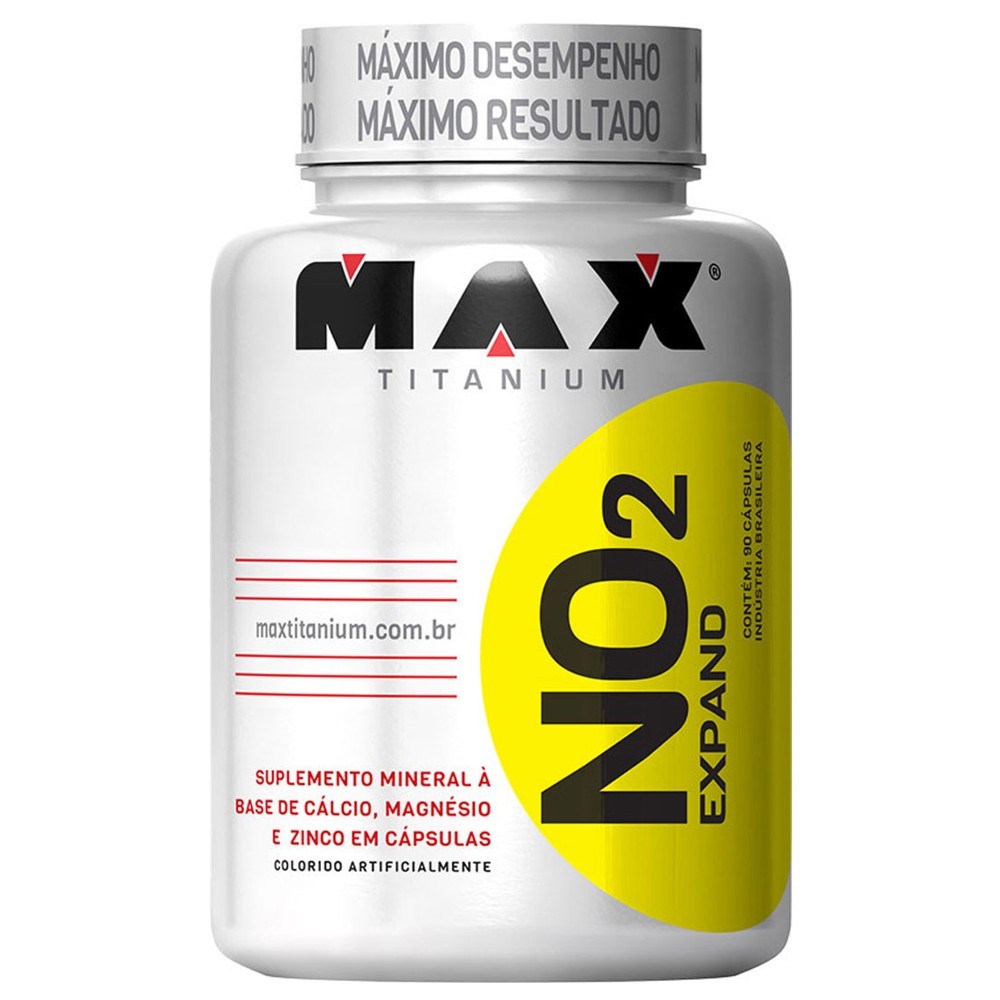 MÁXIMO DESEMPENHO
MÁXIMO RESULTADO
MAX®
TITANIUM
maxtitanium.com.br
SUPLEMENTO MINERAL À
BASE DE CÁLCIO, MAGNÉSIO
E ZINCO EM CÁPSULAS
COLORIDO ARTIFICIALMENTE
NO2
EXPAND
CONTÉM: 90 CÁPSULAS
INDÚSTRIA BRASILEIRA